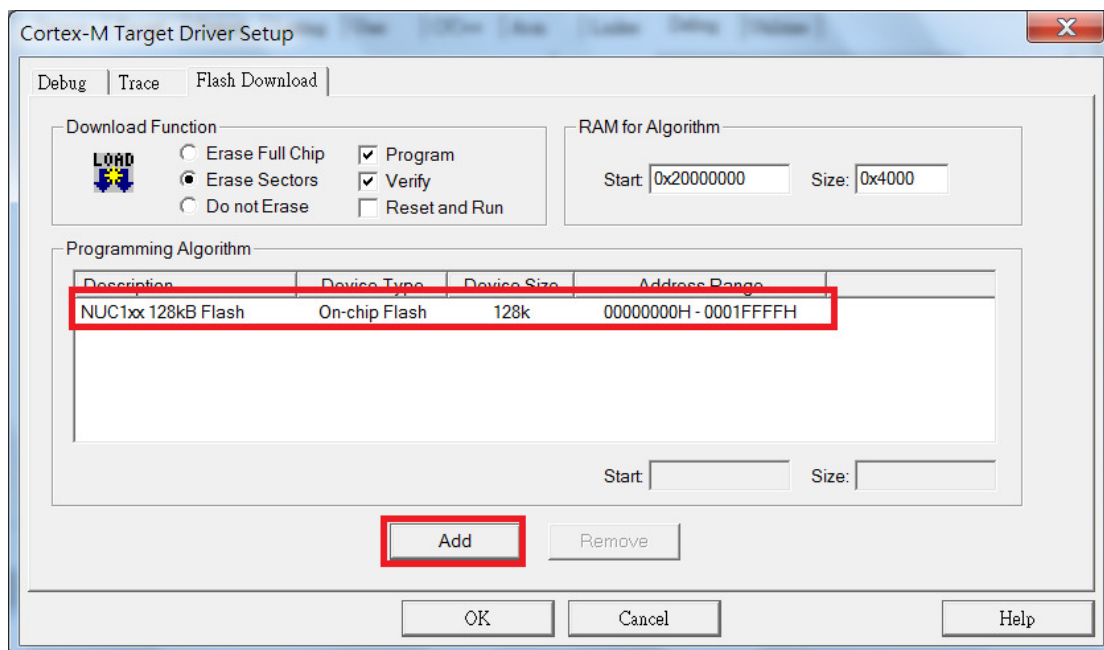 Cortex-M Target Driver Setup
Debug
Trace
Flash Download
Download Function
LOAD
Erase Full Chip
Erase Sectors
Do not Erase
Program
Verify
Reset and Run
RAM for Algorithm
Start: 0x20000000
Size: 0x4000
Programming Algorithm
Description Device Type Device Size Address Range
NUC1xx 128kB Flash On-chip Flash 128k 00000000H - 0001FFFFH
Start:
Size:
Add
Remove
OK
Cancel
Help